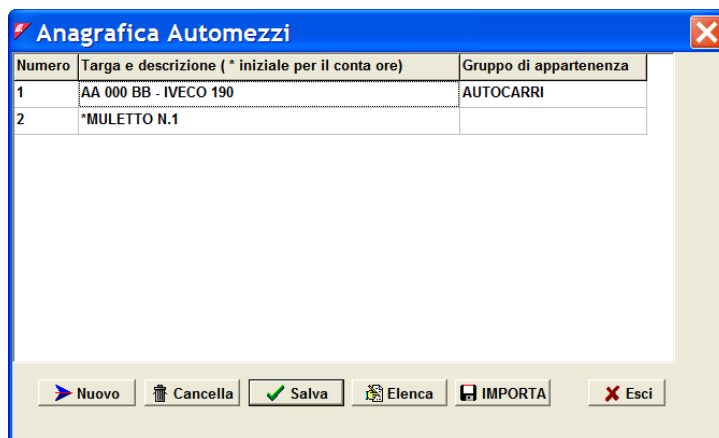 Anagrafica Automezzi
Numero Targa e descrizione ( * iniziale per il conta ore) Gruppo di appartenenza
1 AA 000 BB - IVECO 190 AUTOCARRI
2 *MULETTO N.1
Nuovo Cancella Salva Elenca IMPORTA Esci